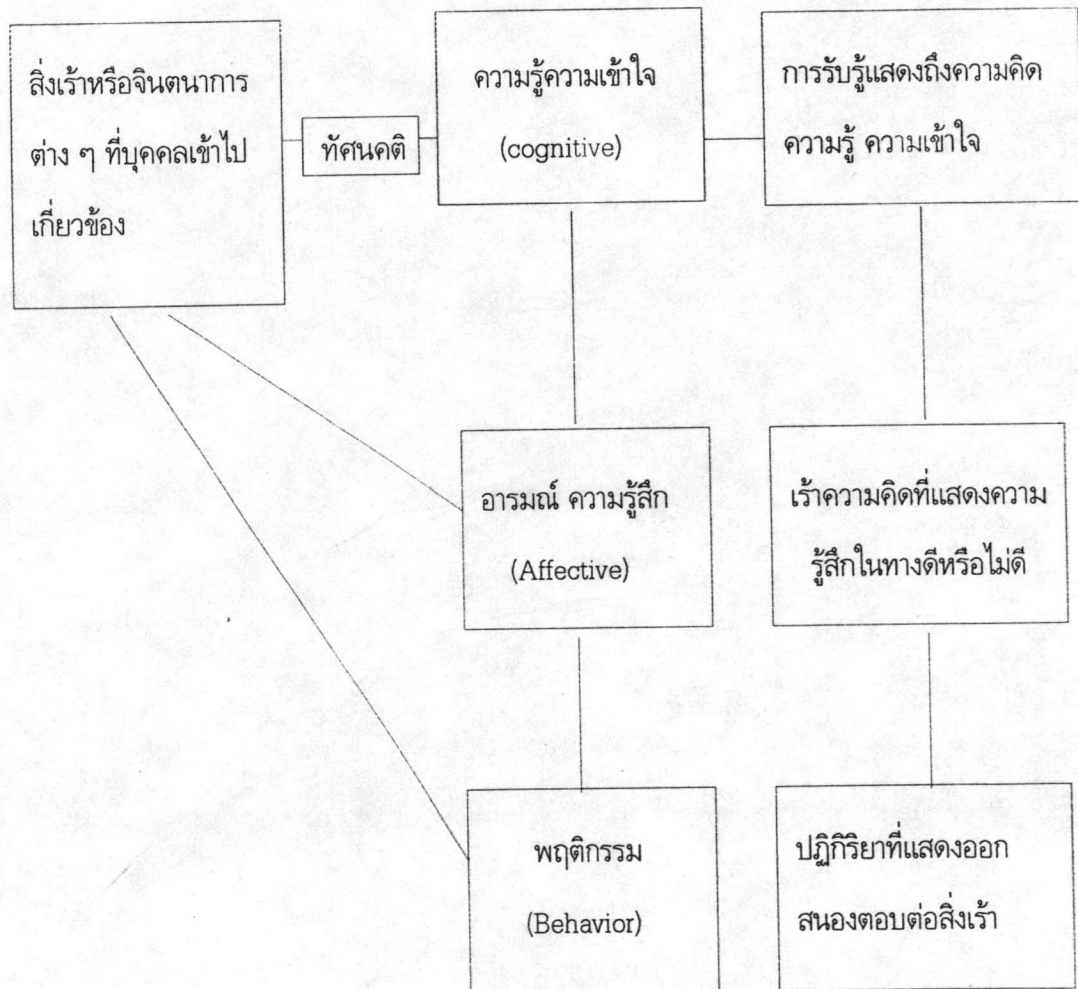 สิ่งเร้าหรือจินตนาการ
ต่าง ๆ ที่บุคคลเข้าไป
เกี่ยวข้อง
ทัศนคติ
ความรู้ความเข้าใจ
(cognitive)
การรับรู้แสดงถึงความคิด
ความรู้ ความเข้าใจ
อารมณ์ ความรู้สึก
(Affective)
เร้าความคิดที่แสดงความ
รู้สึกในทางดีหรือไม่ดี
พฤติกรรม
(Behavior)
ปฏิกิริยาที่แสดงออก
สนองตอบต่อสิ่งเร้า